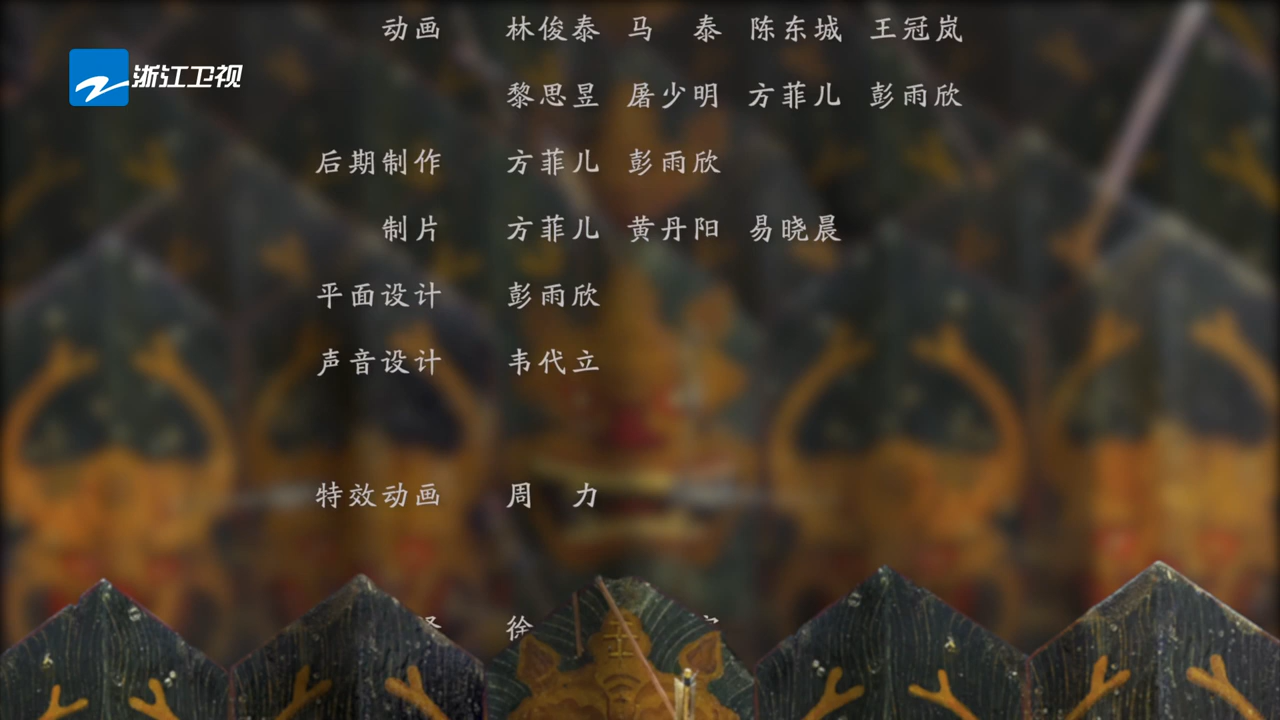 动画 林俊泰 马泰 陈东城 王冠岚
浙江卫视
黎思昱 屠少明 方菲儿 彭雨欣
后期制作 方菲儿 彭雨欣
制片 方菲儿 黄丹阳 易晓晨
平面设计 彭雨欣
声音设计 韦代立
特效动画 周力
徐